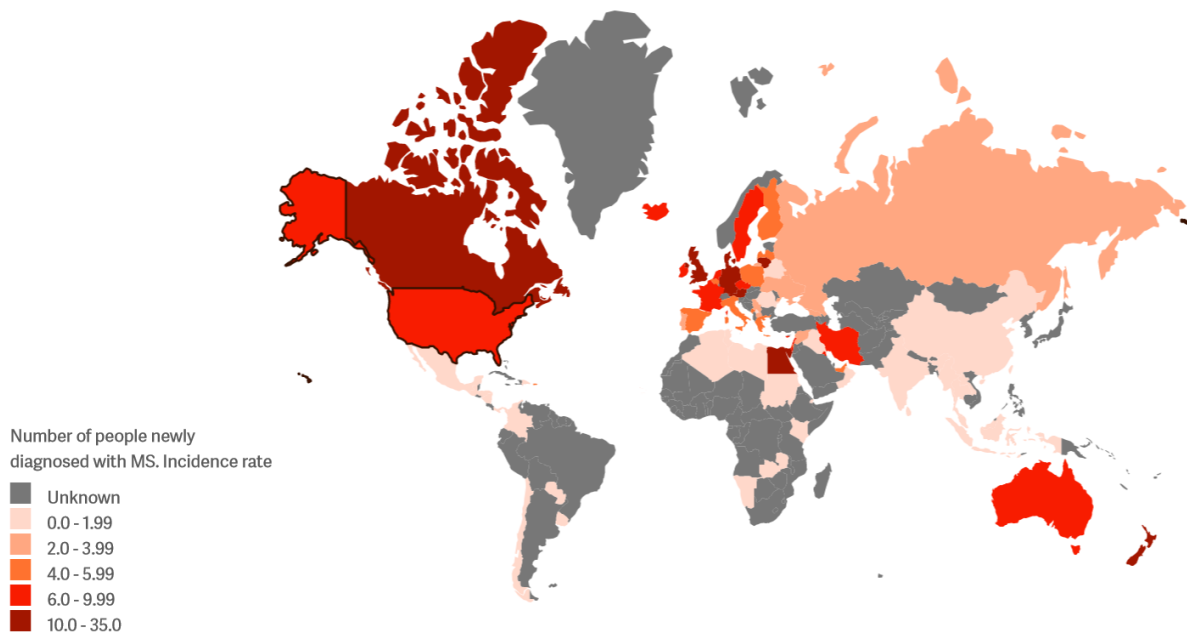 Number of people newly
diagnosed with MS. Incidence rate
Unknown
0.0 - 1.99
2.0 - 3.99
4.0 - 5.99
6.0 - 9.99
10.0 - 35.0